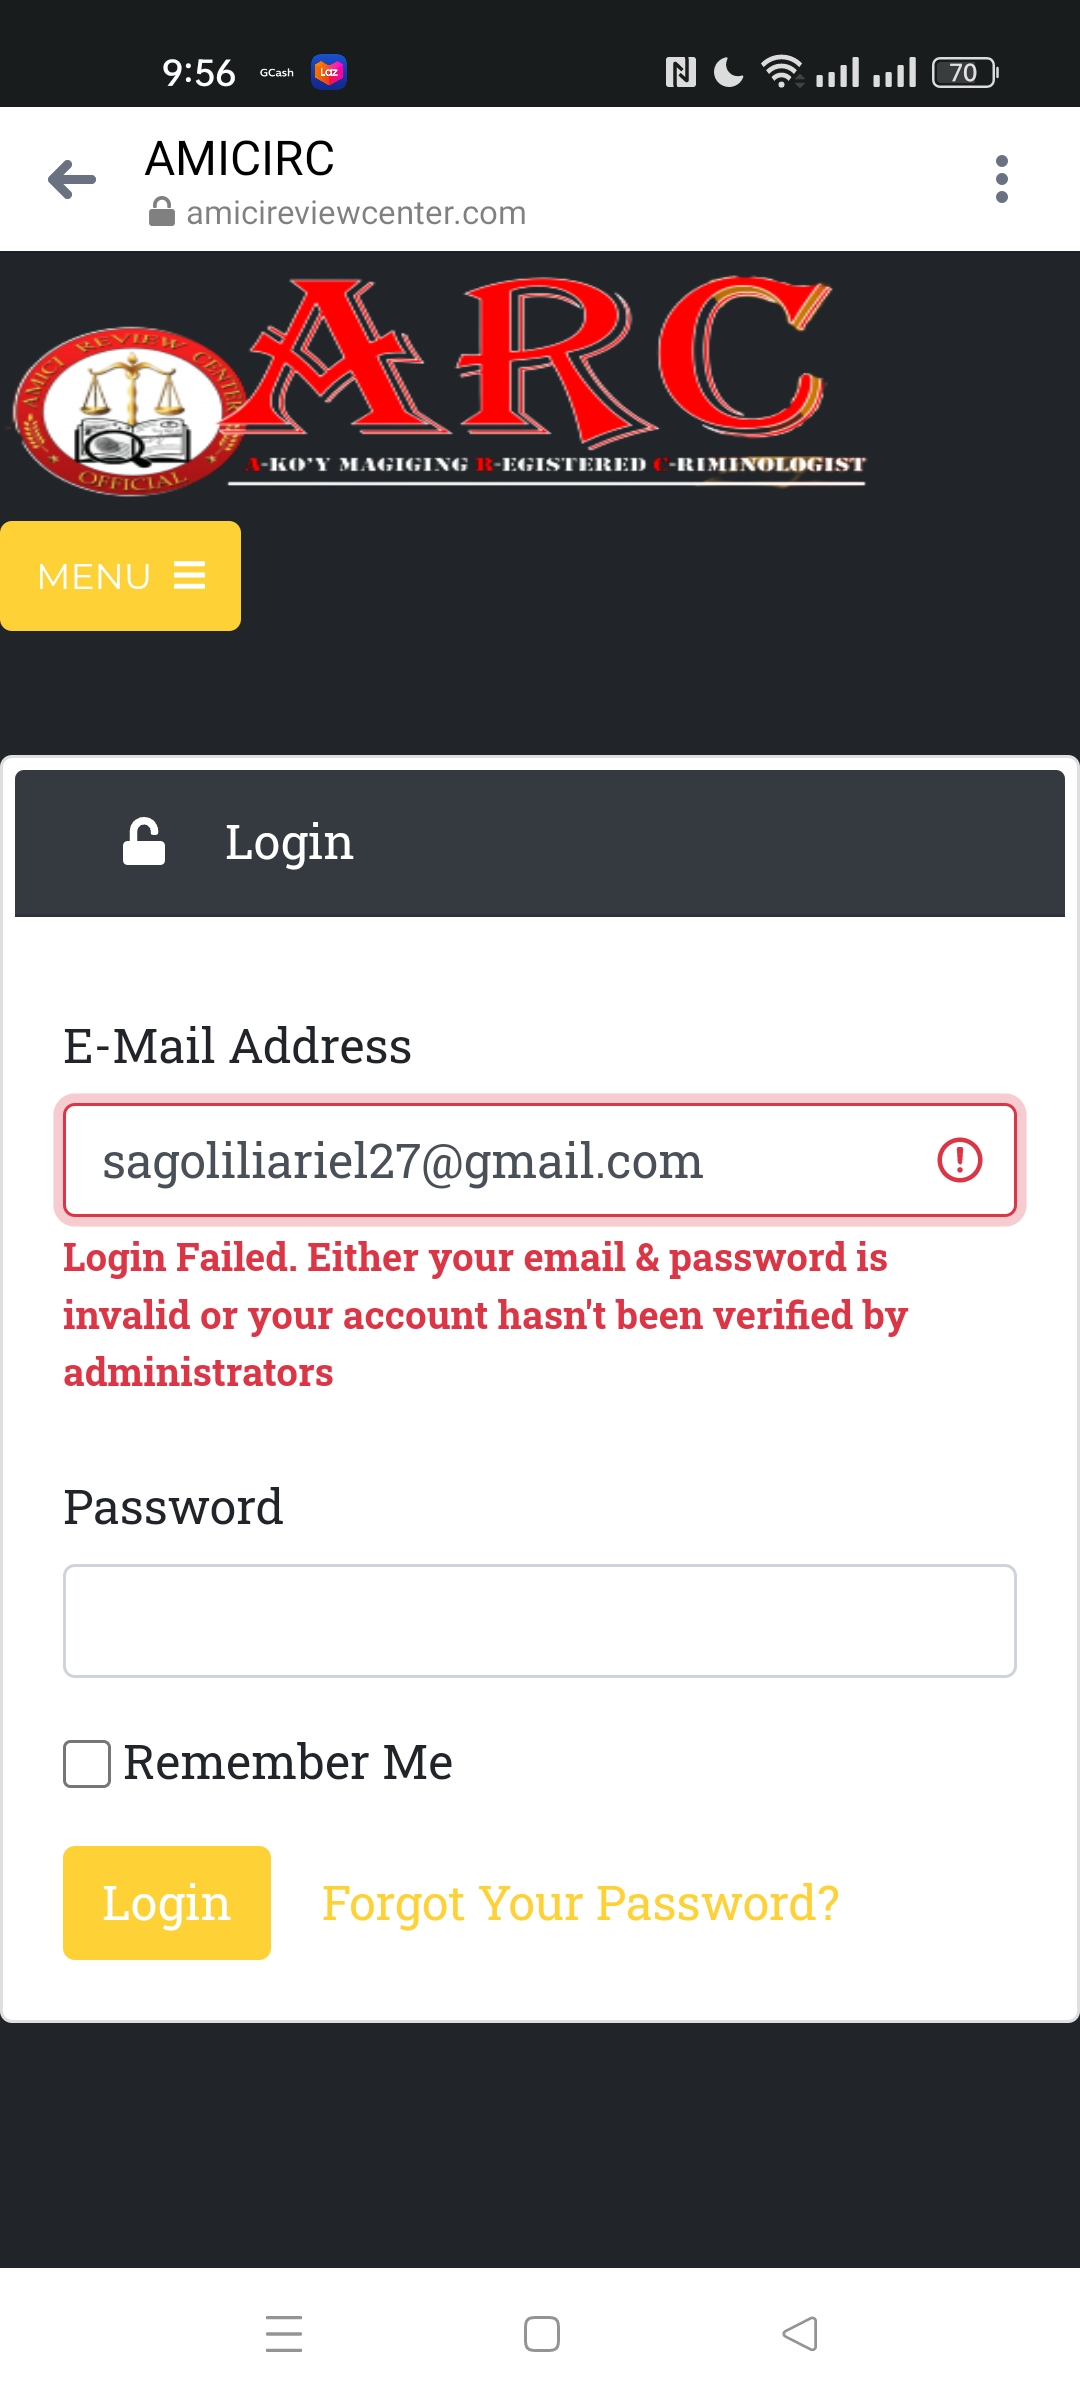 9:56 GCash Laz 70
AMICIRC
amicireviewcenter.com
ARC
AMICI REVIEW CENTER
OFFICIAL
A-KO'Y MAGIGING R-EGISTERED C-RIMINOLOGIST
MENU
Login
E-Mail Address
sagoliliariel27@gmail.com
Login Failed. Either your email & password is
invalid or your account hasn't been verified by
administrators
Password
Remember Me
Login Forgot Your Password?